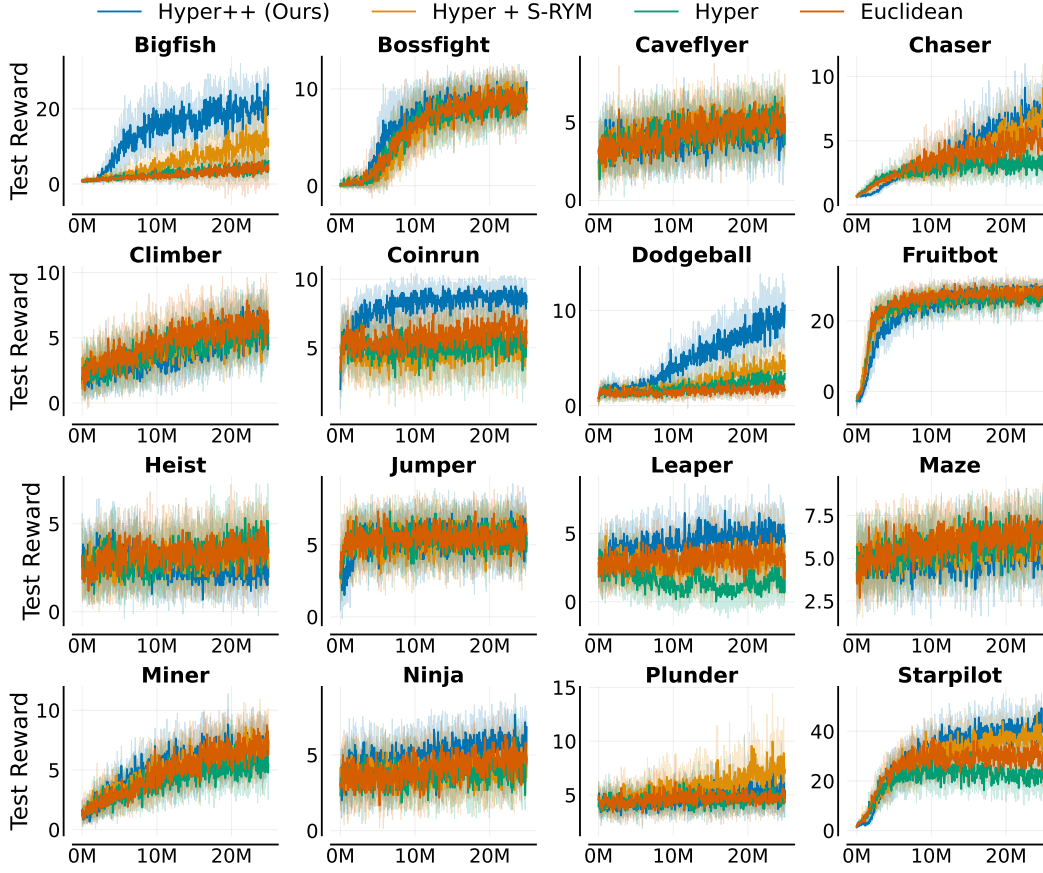 Hyper++ (Ours) Hyper + S-RYM Hyper Euclidean
Bigfish Bossfight Caveflyer Chaser
Test Reward
20
0
10
0
5
0
10
5
0
0M 10M 20M 0M 10M 20M 0M 10M 20M 0M 10M 20M
Climber Coinrun Dodgeball Fruitbot
Test Reward
10
5
0
10
5
10
0
20
0
0M 10M 20M 0M 10M 20M 0M 10M 20M 0M 10M 20M
Heist Jumper Leaper Maze
Test Reward
5
0
5
0
5
0
7.5
5.0
2.5
0M 10M 20M 0M 10M 20M 0M 10M 20M 0M 10M 20M
Miner Ninja Plunder Starpilot
Test Reward
10
5
0
5
0
15
10
5
40
20
0
0M 10M 20M 0M 10M 20M 0M 10M 20M 0M 10M 20M